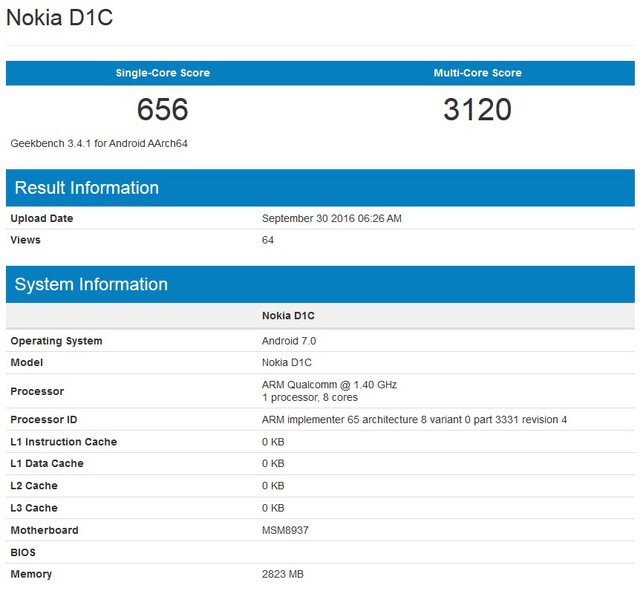 Nokia D1C
Single-Core Score Multi-Core Score
656 3120
Geekbench 3.4.1 for Android AArch64
Result Information
Upload Date September 30 2016 06:26 AM
Views 64
System Information
Nokia D1C
Operating System Android 7.0
Model Nokia D1C
Processor ARM Qualcomm @ 1.40 GHz
1 processor, 8 cores
Processor ID ARM implementer 65 architecture 8 variant 0 part 3331 revision 4
L1 Instruction Cache 0 KB
L1 Data Cache 0 KB
L2 Cache 0 KB
L3 Cache 0 KB
Motherboard MSM8937
BIOS
Memory 2823 MB